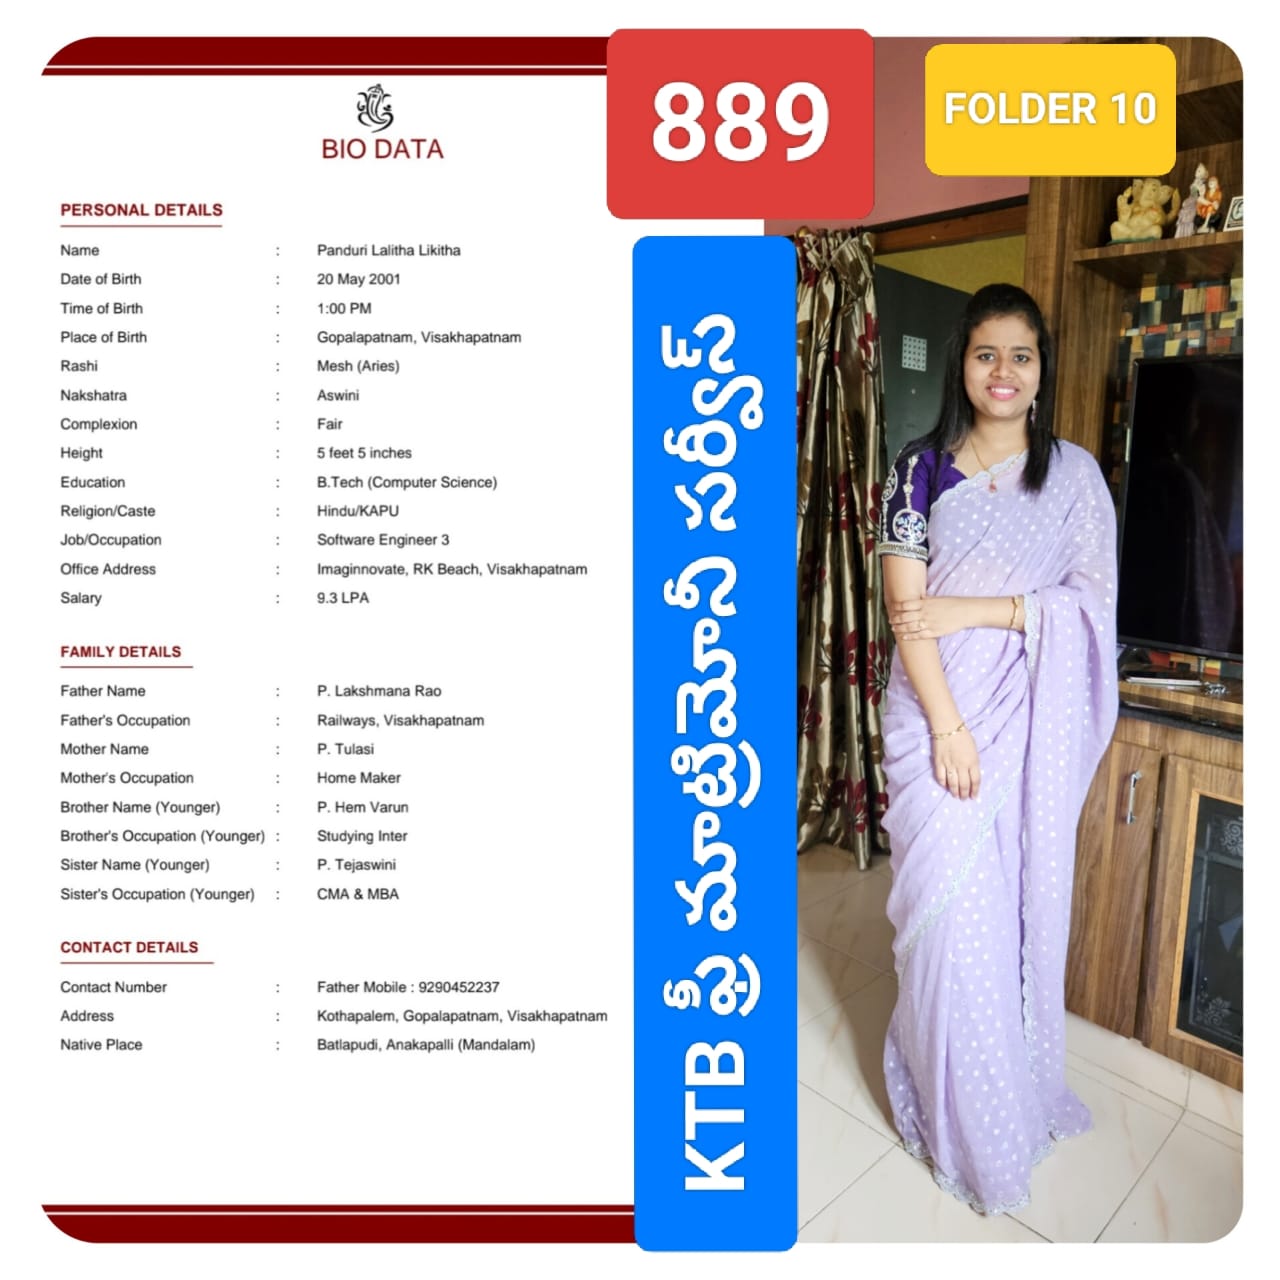 889
FOLDER 10
BIO DATA
PERSONAL DETAILS
Name : Panduri Lalitha Likitha
Date of Birth : 20 May 2001
Time of Birth : 1:00 PM
Place of Birth : Gopalapatnam, Visakhapatnam
Rashi : Mesh (Aries)
Nakshatra : Aswini
Complexion : Fair
Height : 5 feet 5 inches
Education : B.Tech (Computer Science)
Religion/Caste : Hindu/KAPU
Job/Occupation : Software Engineer 3
Office Address : Imaginnovate, RK Beach, Visakhapatnam
Salary : 9.3 LPA
FAMILY DETAILS
Father Name : P. Lakshmana Rao
Father's Occupation : Railways, Visakhapatnam
Mother Name : P. Tulasi
Mother's Occupation : Home Maker
Brother Name (Younger) : P. Hem Varun
Brother's Occupation (Younger) : Studying Inter
Sister Name (Younger) : P. Tejaswini
Sister's Occupation (Younger) : CMA & MBA
CONTACT DETAILS
Contact Number : Father Mobile : 9290452237
Address : Kothapalem, Gopalapatnam, Visakhapatnam
Native Place : Batlapudi, Anakapalli (Mandalam)
KTB ఫ్రీ మాట్రిమోనీ సర్వీస్